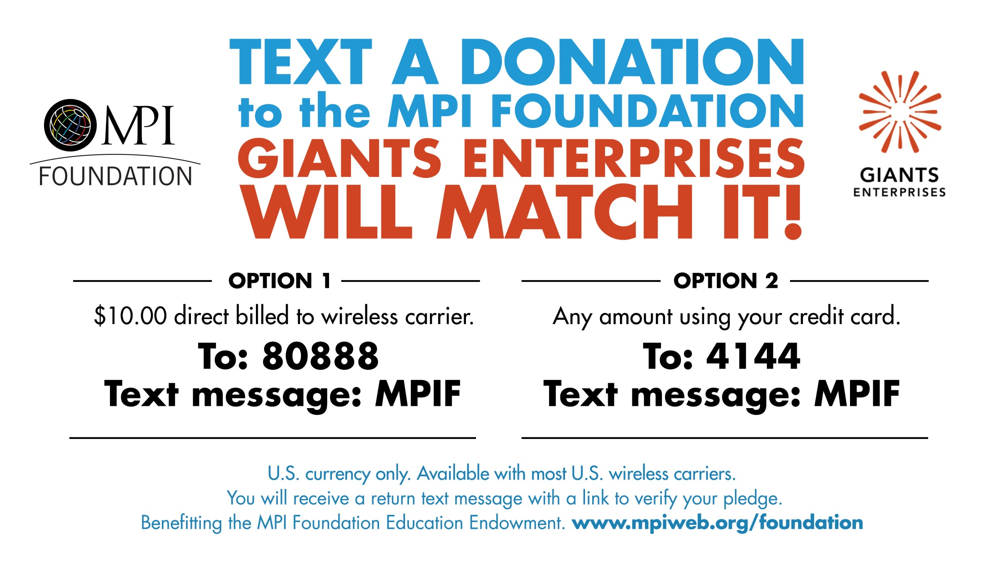 TEXT A DONATION
to the MPI FOUNDATION
GIANTS ENTERPRISES
WILL MATCH IT!
MPI
FOUNDATION
GIANTS
ENTERPRISES
OPTION 1
$10.00 direct billed to wireless carrier.
To: 80888
Text message: MPIF
OPTION 2
Any amount using your credit card.
To: 4144
Text message: MPIF
U.S. currency only. Available with most U.S. wireless carriers.
You will receive a return text message with a link to verify your pledge.
Benefitting the MPI Foundation Education Endowment. www.mpiweb.org/foundation